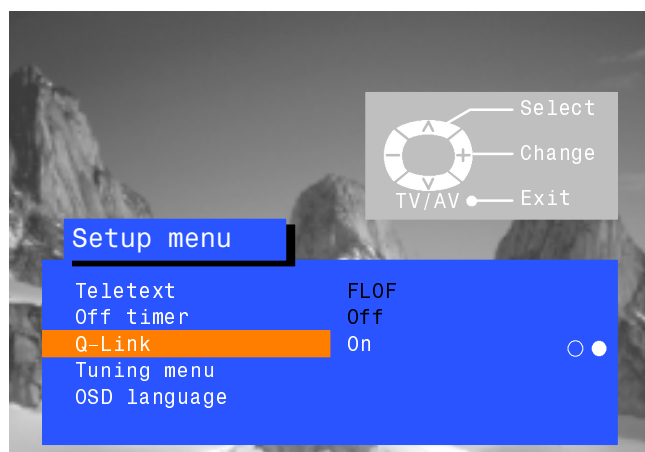 Select
Change
TV/AV Exit
Setup menu
Teletext FLOF
Off timer Off
Q-Link On
Tuning menu
OSD language